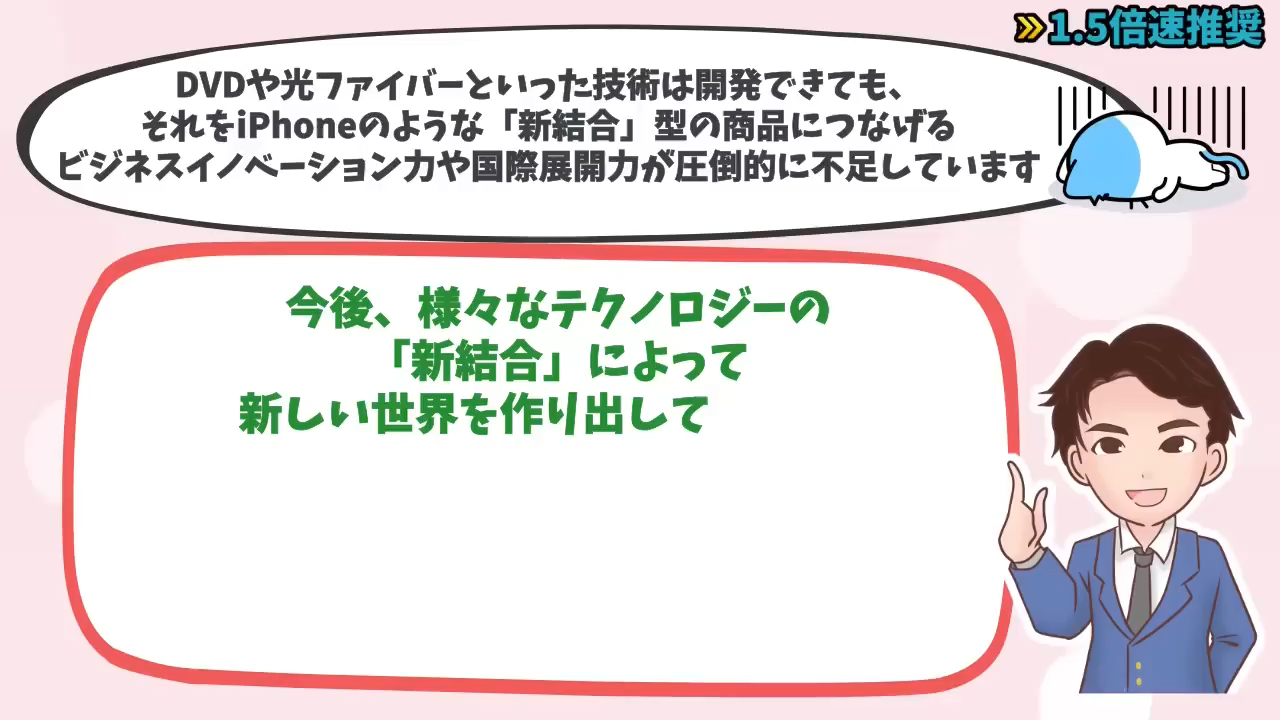 1.5倍速推奨
DVDや光ファイバーといった技術は開発できても、
それをiPhoneのような「新結合」型の商品につなげる
ビジネスイノベーション力や国際展開力が圧倒的に不足しています
今後、様々なテクノロジーの
「新結合」によって
新しい世界を作り出して